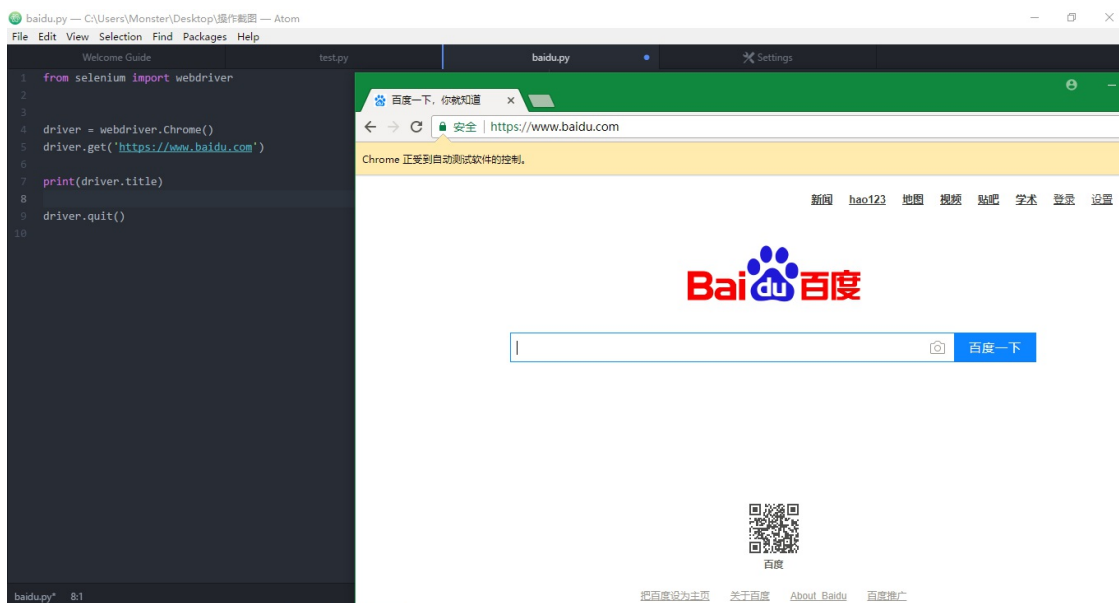 baidu.py — C:\Users\Monster\Desktop\操作截图 — Atom
File Edit View Selection Find Packages Help
Welcome Guide test.py baidu.py Settings
1 from selenium import webdriver
2
3
4 driver = webdriver.Chrome()
5 driver.get('https://www.baidu.com')
6
7 print(driver.title)
8
9 driver.quit()
10
baidu.py* 8:1
百度一下，你就知道
安全 | https://www.baidu.com
Chrome 正受到自动测试软件的控制。
新闻 hao123 地图 视频 贴吧 学术 登录 设置
Bai du 百度
百度一下
百度
把百度设为主页 关于百度 About Baidu 百度推广